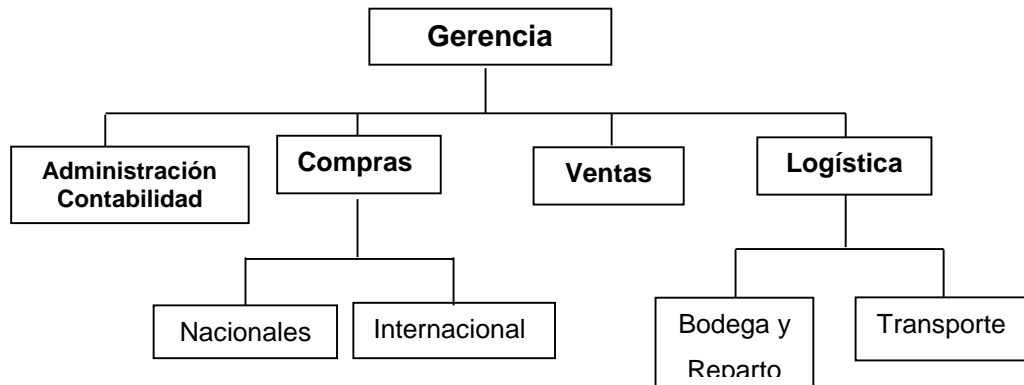 Gerencia
Administración
Contabilidad
Compras
Ventas
Logística
Nacionales
Internacional
Bodega y
Reparto
Transporte